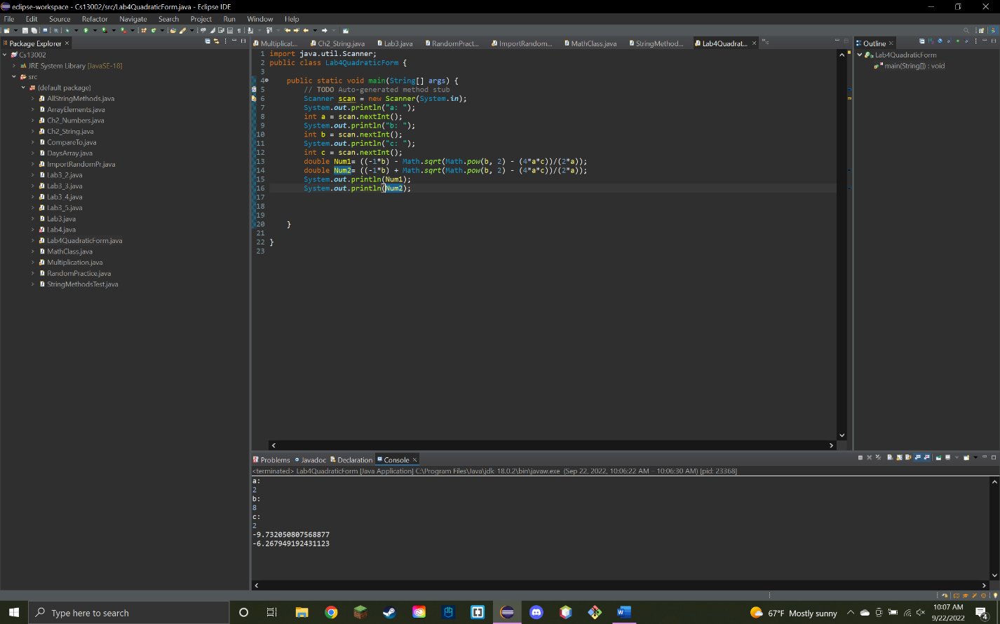 eclipse-workspace - Cs13002/src/Lab4QuadraticForm.java - Eclipse IDE
File Edit Source Refactor Navigate Search Project Run Window Help
Package Explorer
Cs13002
JRE System Library [JavaSE-18]
src
(default package)
AllStringMethods.java
ArrayElements.java
Ch2_Numbers.java
Ch2_String.java
CompareTo.java
DaysArray.java
ImportRandomPr.java
Lab3_2.java
Lab3_3.java
Lab3_4.java
Lab3_5.java
Lab3.java
Lab4.java
Lab4QuadraticForm.java
MathClass.java
Multiplication.java
RandomPractice.java
StringMethodsTest.java
Multiplicat... Ch2_String.java Lab3.java RandomPract... ImportRandom... MathClass.java StringMethod... Lab4Quadrat...
1 import java.util.Scanner;
2 public class Lab4QuadraticForm {
3
4 public static void main(String[] args) {
5 // TODO Auto-generated method stub
6 Scanner scan = new Scanner(System.in);
7 System.out.println("a: ");
8 int a = scan.nextInt();
9 System.out.println("b: ");
10 int b = scan.nextInt();
11 System.out.println("c: ");
12 int c = scan.nextInt();
13 double Num1= ((-1*b) - Math.sqrt(Math.pow(b, 2) - (4*a*c))/(2*a));
14 double Num2= ((-1*b) + Math.sqrt(Math.pow(b, 2) - (4*a*c))/(2*a));
15 System.out.println(Num1);
16 System.out.println(Num2);
17
18
19
20 }
21
22 }
23
Outline
Lab4QuadraticForm
main(String[]) : void
Problems Javadoc Declaration Console
<terminated> Lab4QuadraticForm [Java Application] C:\Program Files\Java\jdk-18.0.2\bin\javaw.exe (Sep 22, 2022, 10:06:22 AM – 10:06:30 AM) [pid: 23368]
a:
2
b:
8
c:
2
-9.732050807568877
-6.267949192431123
Type here to search
67°F Mostly sunny
10:07 AM
9/22/2022
4